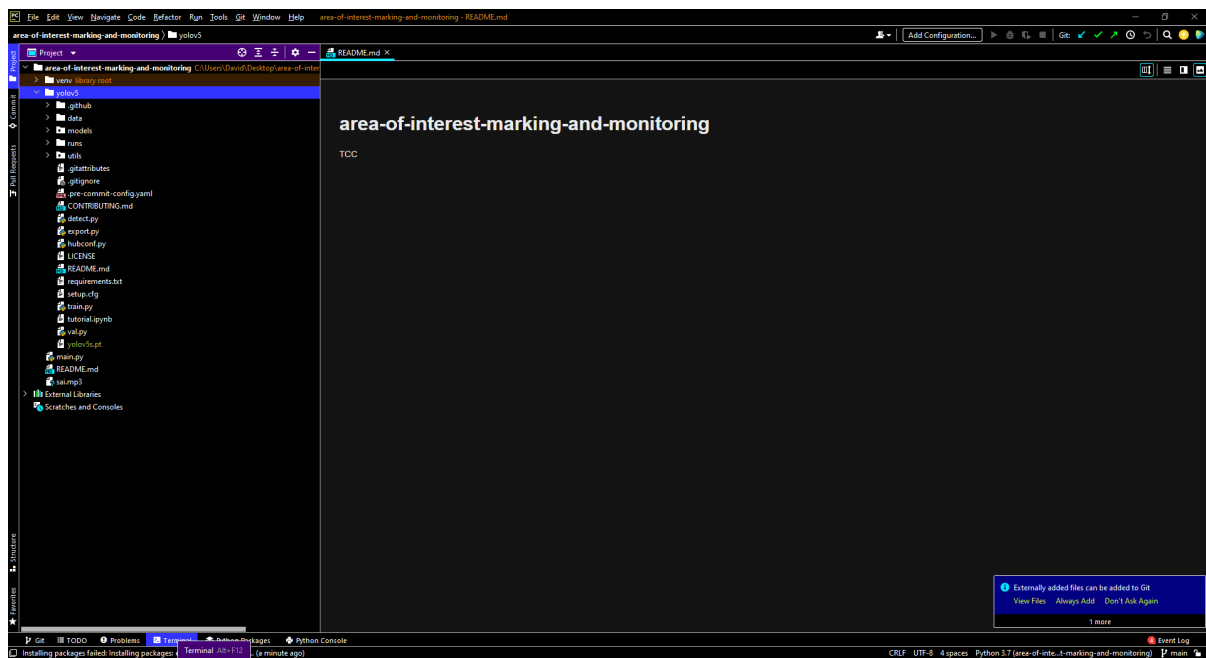 PC File Edit View Navigate Code Refactor Run Tools Git Window Help area-of-interest-marking-and-monitoring - README.md
area-of-interest-marking-and-monitoring yolov5 Add Configuration... Git:
Project README.md
area-of-interest-marking-and-monitoring C:\Users\David\Desktop\area-of-inter
venv library root
yolov5
.github
data
models
runs
utils
.gitattributes
.gitignore
.pre-commit-config.yaml
CONTRIBUTING.md
detect.py
export.py
hubconf.py
LICENSE
README.md
requirements.txt
setup.cfg
train.py
tutorial.ipynb
val.py
yolov5s.pt
main.py
README.md
sai.mp3
External Libraries
Scratches and Consoles
Project
Commit
Pull Requests
Structure
Favorites
area-of-interest-marking-and-monitoring
TCC
Externally added files can be added to Git
View Files Always Add Don't Ask Again
1 more
Git TODO Problems Terminal Python Packages Python Console Event Log
Terminal Alt+F12
Installing packages failed: Installing packages: (a minute ago) CRLF UTF-8 4 spaces Python 3.7 (area-of-inte...t-marking-and-monitoring) main